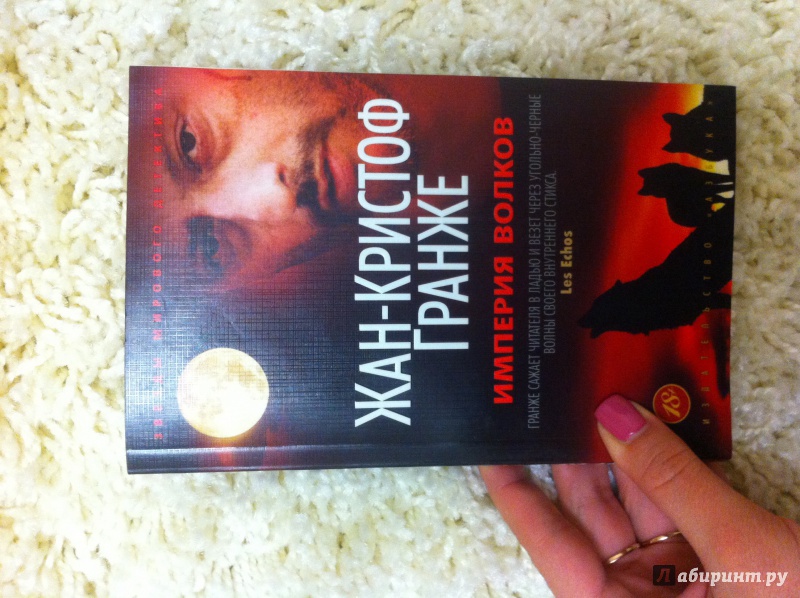 ЗВЕЗДЫ МИРОВОГО ДЕТЕКТИВА
ЖАН-КРИСТОФ
ГРАНЖЕ
ИМПЕРИЯ ВОЛКОВ
ГРАНЖЕ САЖАЕТ ЧИТАТЕЛЯ В ЛАДЬЮ И ВЕЗЕТ ЧЕРЕЗ УГОЛЬНО-ЧЕРНЫЕ
ВОЛНЫ СВОЕГО ВНУТРЕННЕГО СТИКСА.
Les Echos
18+
ИЗДАТЕЛЬСТВО «АЗБУКА»
Лабиринт.ру